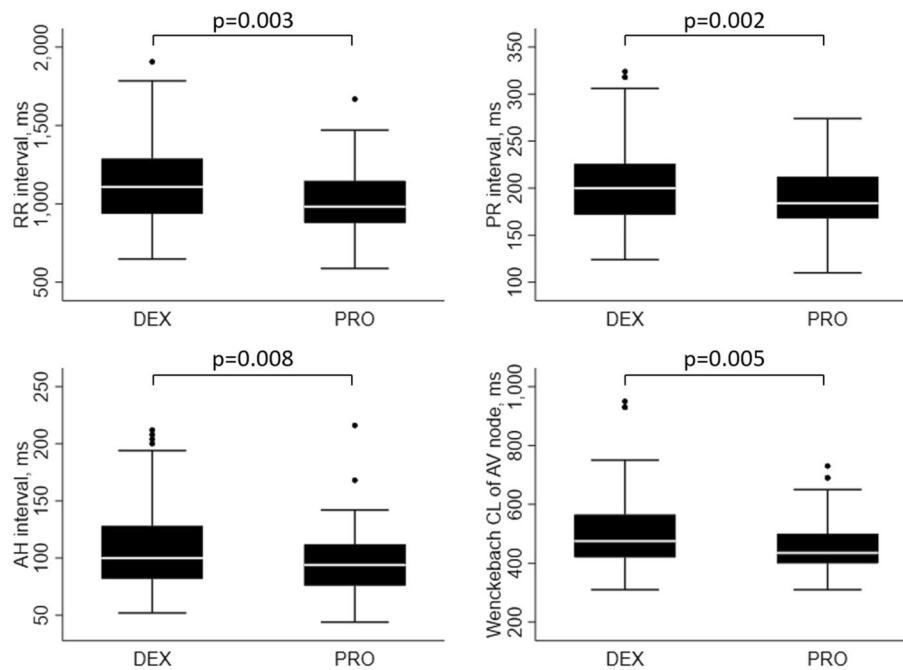 p=0.003
RR interval, ms
2,000
1,500
1,000
500
DEX PRO
p=0.002
PR interval, ms
350
300
250
200
150
100
DEX PRO
p=0.008
AH interval, ms
250
200
150
100
50
DEX PRO
p=0.005
Wenckebach CL of AV node, ms
1,000
800
600
400
200
DEX PRO